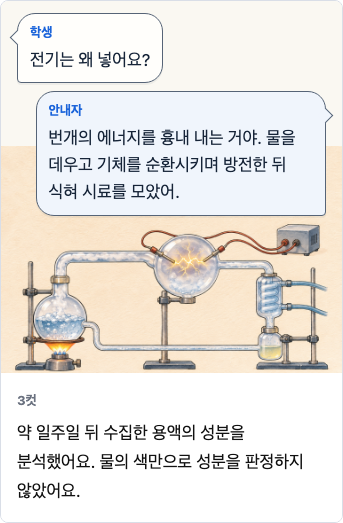 학생
전기는 왜 넣어요?
안내자
번개의 에너지를 흉내 내는 거야. 물을
데우고 기체를 순환시키며 방전한 뒤
식혀 시료를 모았어.
3컷
약 일주일 뒤 수집한 용액의 성분을
분석했어요. 물의 색만으로 성분을 판정하지
않았어요.